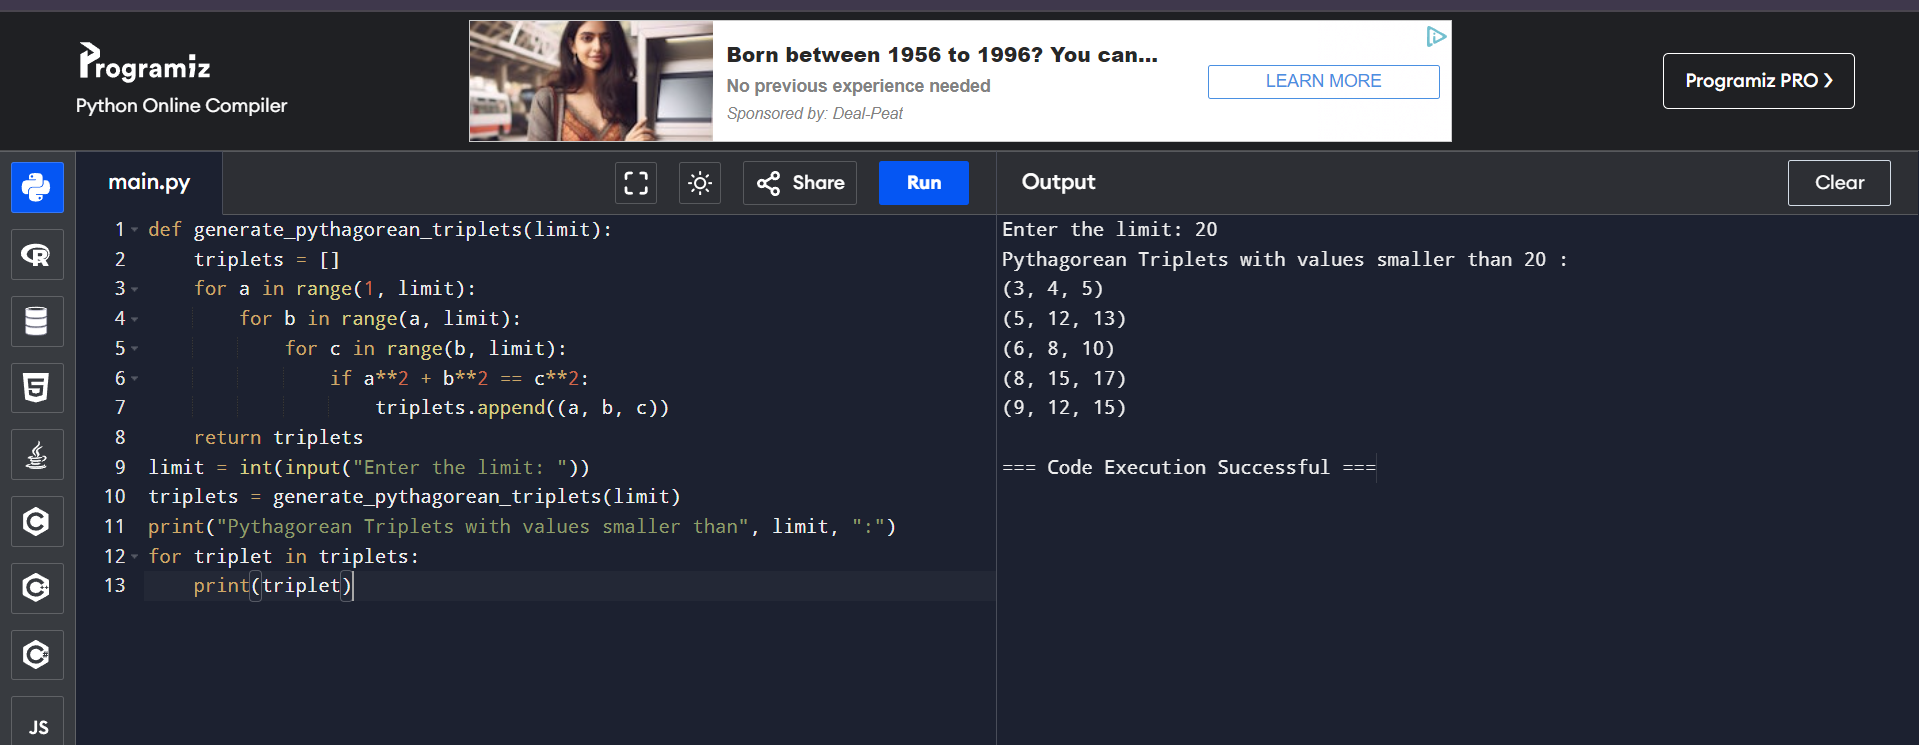 Programiz
Python Online Compiler
Born between 1956 to 1996? You can...
No previous experience needed
Sponsored by: Deal-Peat
LEARN MORE
Programiz PRO ❯
main.py
Share
Run
Output
Clear
1 def generate_pythagorean_triplets(limit):
2     triplets = []
3     for a in range(1, limit):
4         for b in range(a, limit):
5             for c in range(b, limit):
6                 if a**2 + b**2 == c**2:
7                     triplets.append((a, b, c))
8     return triplets
9 limit = int(input("Enter the limit: "))
10 triplets = generate_pythagorean_triplets(limit)
11 print("Pythagorean Triplets with values smaller than", limit, ":")
12 for triplet in triplets:
13     print(triplet)
Enter the limit: 20
Pythagorean Triplets with values smaller than 20 :
(3, 4, 5)
(5, 12, 13)
(6, 8, 10)
(8, 15, 17)
(9, 12, 15)
=== Code Execution Successful ===
R
5
C
C++
C#
JS